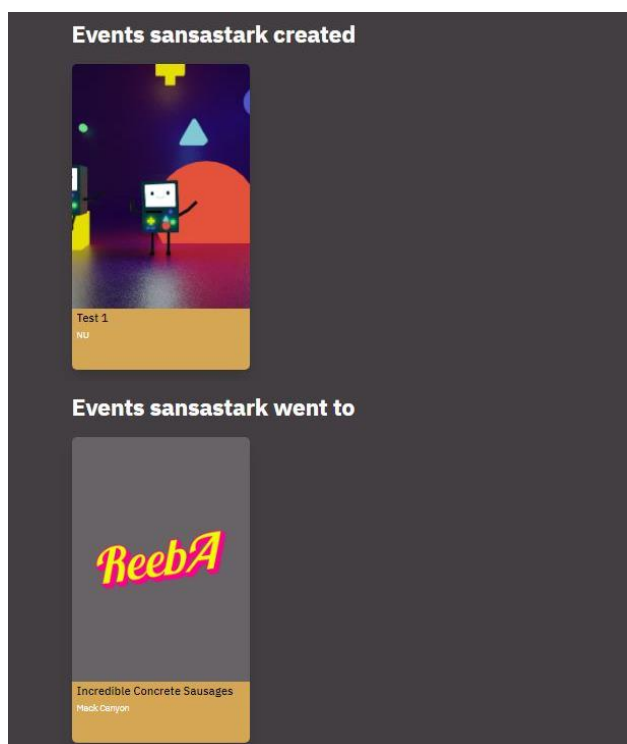 Events sansastark created
Test 1
NU
Events sansastark went to
ReebA
Incredible Concrete Sausages
Mack Canyon